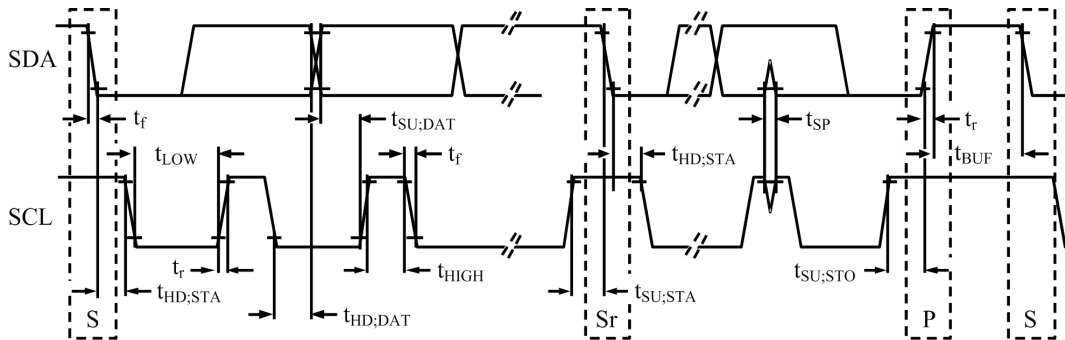 SDA
t_f
t_SU;DAT
t_SP
t_r
t_LOW
t_f
t_HD;STA
t_BUF
SCL
t_r
t_HIGH
t_SU;STO
t_HD;STA
t_SU;STA
t_HD;DAT
S
Sr
P
S